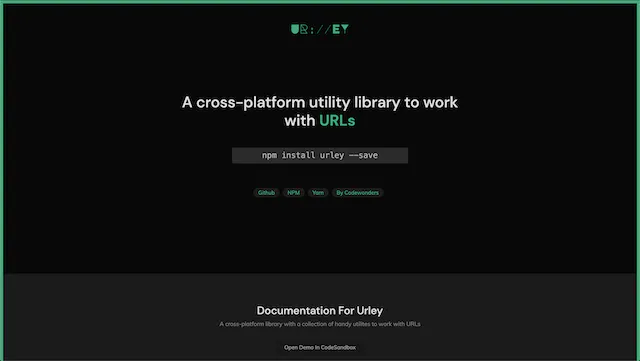 UR://EY
A cross-platform utility library to work
with URLs
npm install urley --save
Github NPM Yarn By Codewonders
Documentation For Urley
A cross-platform library with a collection of handy utilites to work with URLs
Open Demo In CodeSandbox